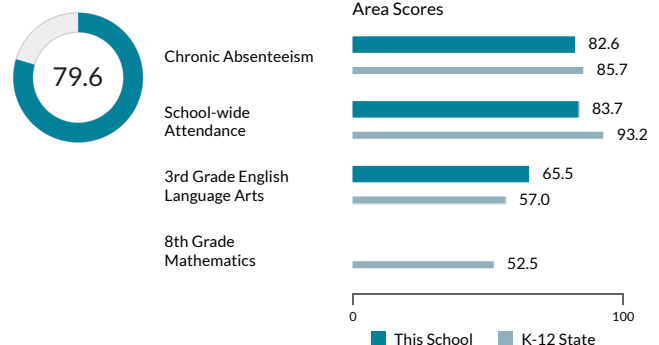 Area Scores
79.6
Chronic Absenteeism
82.6
85.7
School-wide
Attendance
83.7
93.2
3rd Grade English
Language Arts
65.5
57.0
8th Grade
Mathematics
52.5
0
100
This School
K-12 State